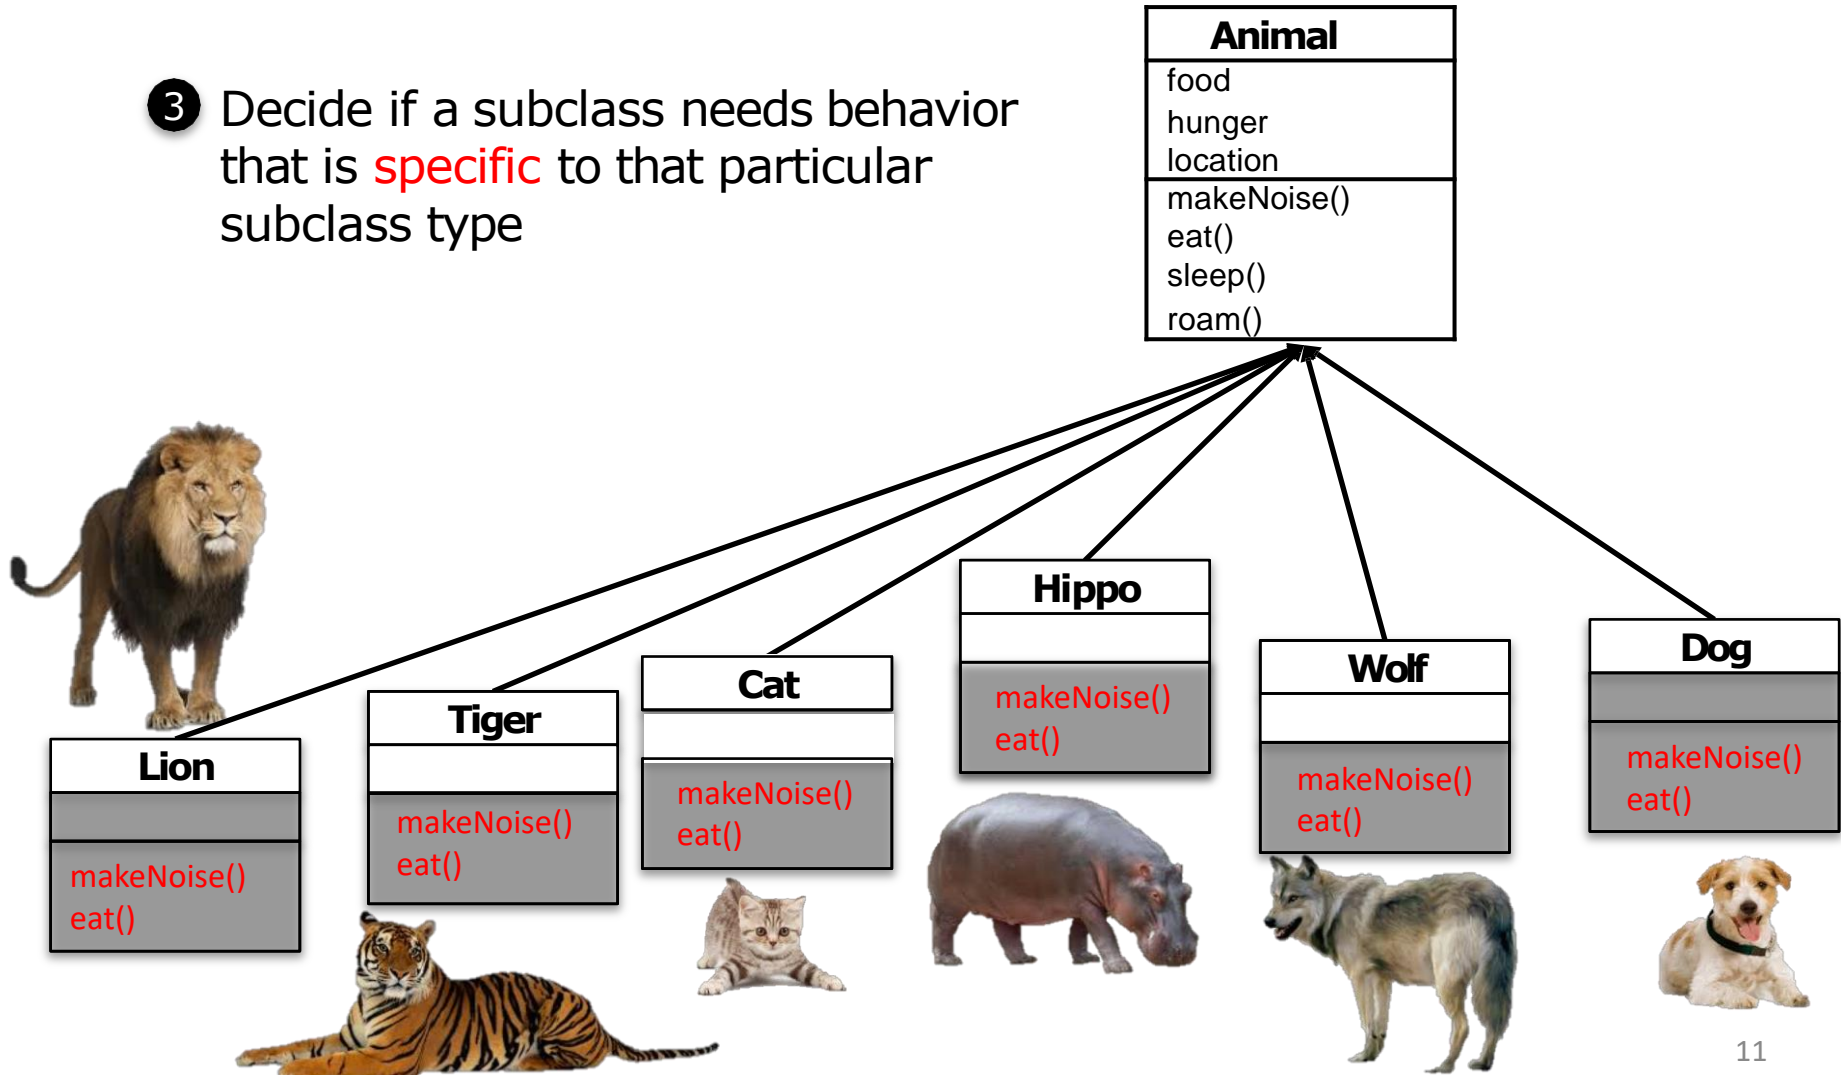 3 Decide if a subclass needs behavior
that is specific to that particular
subclass type
Animal
food
hunger
location
makeNoise()
eat()
sleep()
roam()
Lion
makeNoise()
eat()
Tiger
makeNoise()
eat()
Cat
makeNoise()
eat()
Hippo
makeNoise()
eat()
Wolf
makeNoise()
eat()
Dog
makeNoise()
eat()
11